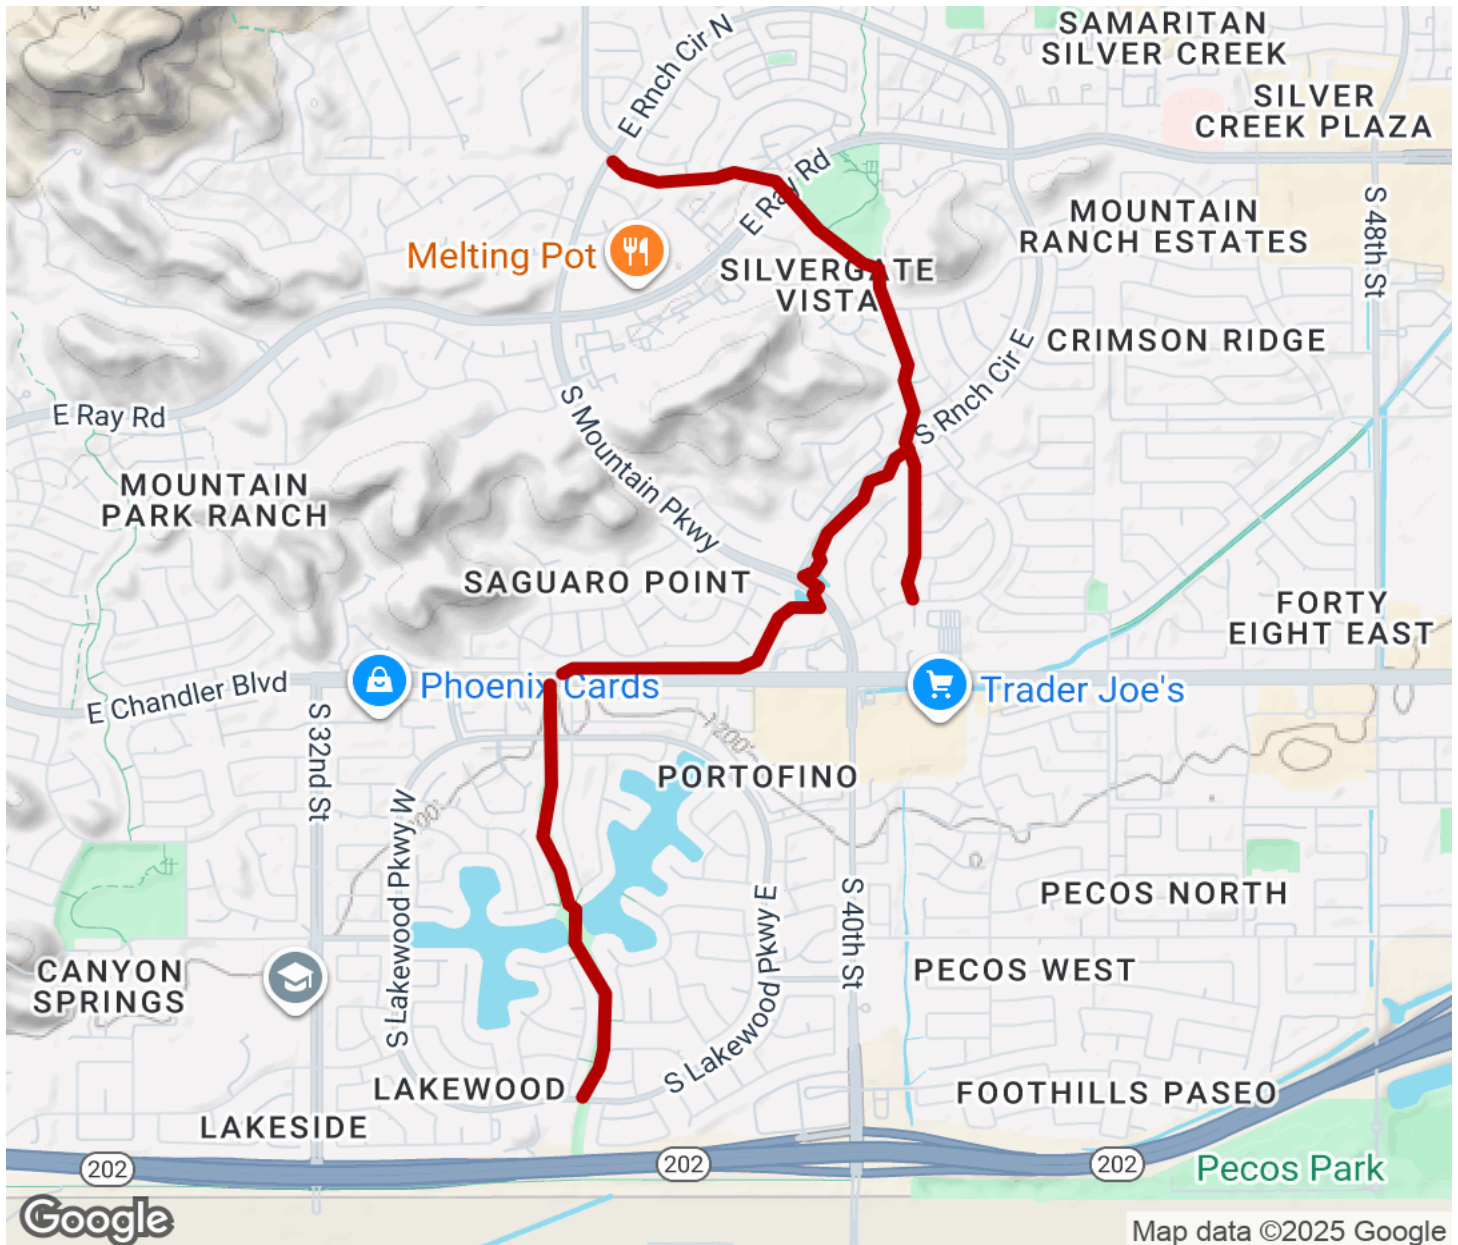 SAMARITAN
SILVER CREEK
E Rnch Cir N
SILVER
CREEK PLAZA
E Ray Rd
S 48th St
MOUNTAIN
RANCH ESTATES
Melting Pot
SILVERGATE
VISTA
CRIMSON RIDGE
S Rnch Cir E
E Ray Rd
S Mountain Pkwy
MOUNTAIN
PARK RANCH
SAGUARO POINT
FORTY
EIGHT EAST
E Chandler Blvd
Phoenix Cards
Trader Joe's
S 32nd St
1200'
PORTOFINO
S Lakewood Pkwy W
S Lakewood Pkwy E
S 40th St
PECOS NORTH
CANYON
SPRINGS
PECOS WEST
LAKEWOOD
FOOTHILLS PASEO
LAKESIDE
202
202
202
Pecos Park
Google
Map data ©2025 Google